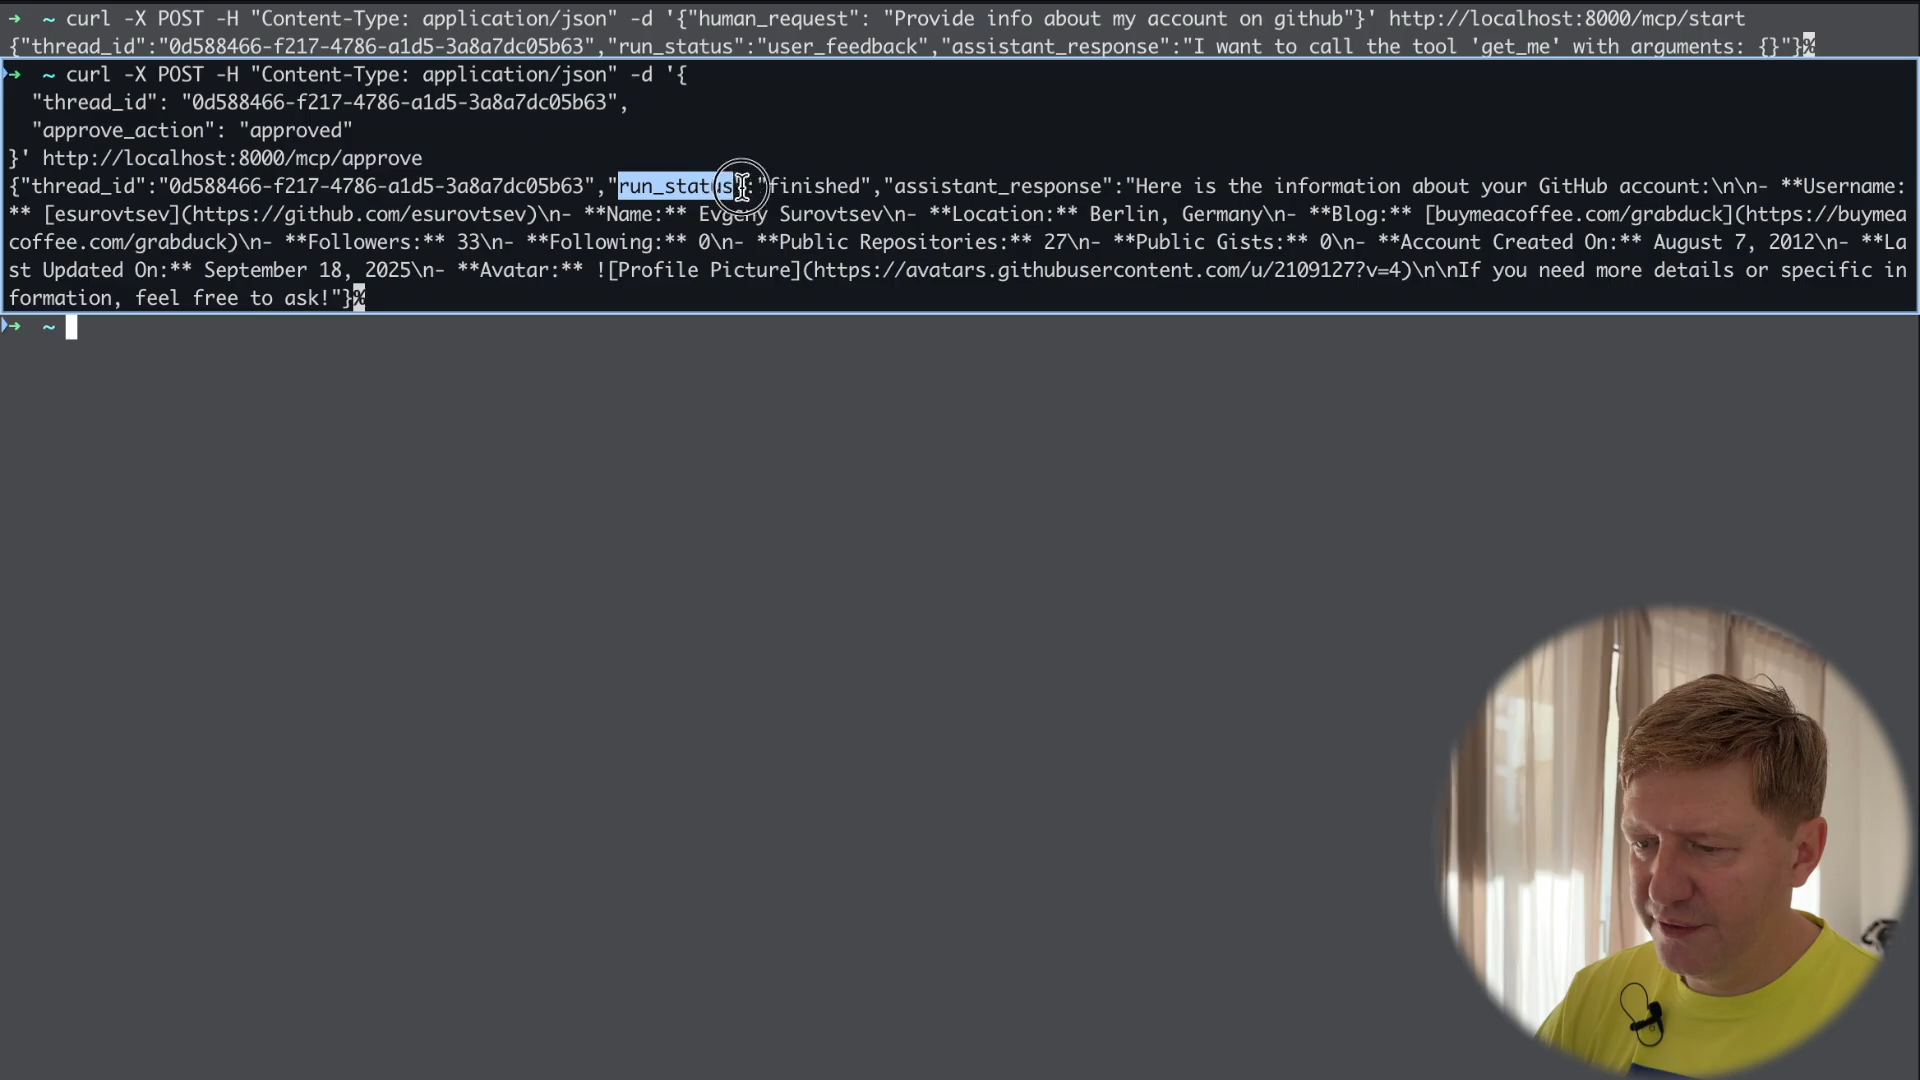 ➜ ~ curl -X POST -H "Content-Type: application/json" -d '{"human_request": "Provide info about my account on github"}' http://localhost:8000/mcp/start
{"thread_id":"0d588466-f217-4786-a1d5-3a8a7dc05b63","run_status":"user_feedback","assistant_response":"I want to call the tool 'get_me' with arguments: {}"}%
➜ ~ curl -X POST -H "Content-Type: application/json" -d '{
"thread_id": "0d588466-f217-4786-a1d5-3a8a7dc05b63",
"approve_action": "approved"
}' http://localhost:8000/mcp/approve
{"thread_id":"0d588466-f217-4786-a1d5-3a8a7dc05b63","run_status":"finished","assistant_response":"Here is the information about your GitHub account:\n\n- **Username:
** [esurovtsev](https://github.com/esurovtsev)\n- **Name:** Evgeny Surovtsev\n- **Location:** Berlin, Germany\n- **Blog:** [buymeacoffee.com/grabduck](https://buymea
coffee.com/grabduck)\n- **Followers:** 33\n- **Following:** 0\n- **Public Repositories:** 27\n- **Public Gists:** 0\n- **Account Created On:** August 7, 2012\n- **La
st Updated On:** September 18, 2025\n- **Avatar:** ![Profile Picture](https://avatars.githubusercontent.com/u/2109127?v=4)\n\nIf you need more details or specific in
formation, feel free to ask!"}%
➜ ~